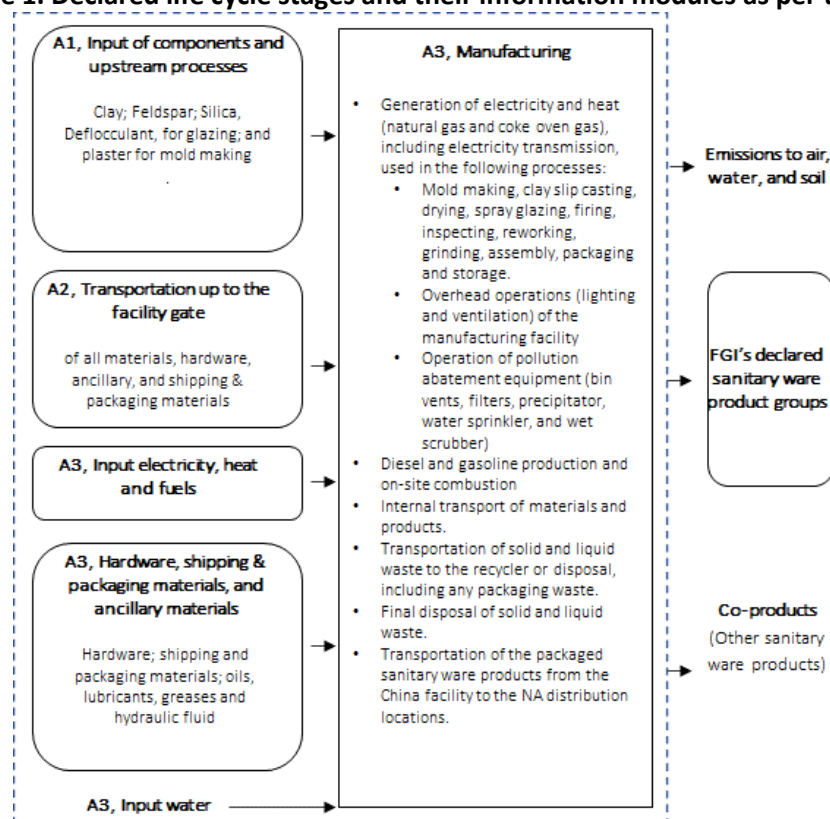 1. Declared life cycle stages and their information modules as per
A1, Input of components and
upstream processes
Clay; Feldspar; Silica,
Deflocculant, for glazing; and
plaster for mold making
.
A2, Transportation up to the
facility gate
of all materials, hardware,
ancillary, and shipping &
packaging materials
A3, Input electricity, heat
and fuels
A3, Hardware, shipping &
packaging materials, and
ancillary materials
Hardware; shipping and
packaging materials; oils,
lubricants, greases and
hydraulic fluid
A3, Input water
A3, Manufacturing
• Generation of electricity and heat
(natural gas and coke oven gas),
including electricity transmission,
used in the following processes:
• Mold making, clay slip casting,
drying, spray glazing, firing,
inspecting, reworking,
grinding, assembly, packaging
and storage.
• Overhead operations (lighting
and ventilation) of the
manufacturing facility
• Operation of pollution
abatement equipment (bin
vents, filters, precipitator,
water sprinkler, and wet
scrubber)
• Diesel and gasoline production and
on-site combustion
• Internal transport of materials and
products.
• Transportation of solid and liquid
waste to the recycler or disposal,
including any packaging waste.
• Final disposal of solid and liquid
waste.
• Transportation of the packaged
sanitary ware products from the
China facility to the NA distribution
locations.
Emissions to air,
water, and soil
FGI's declared
sanitary ware
product groups
Co-products
(Other sanitary
ware products)